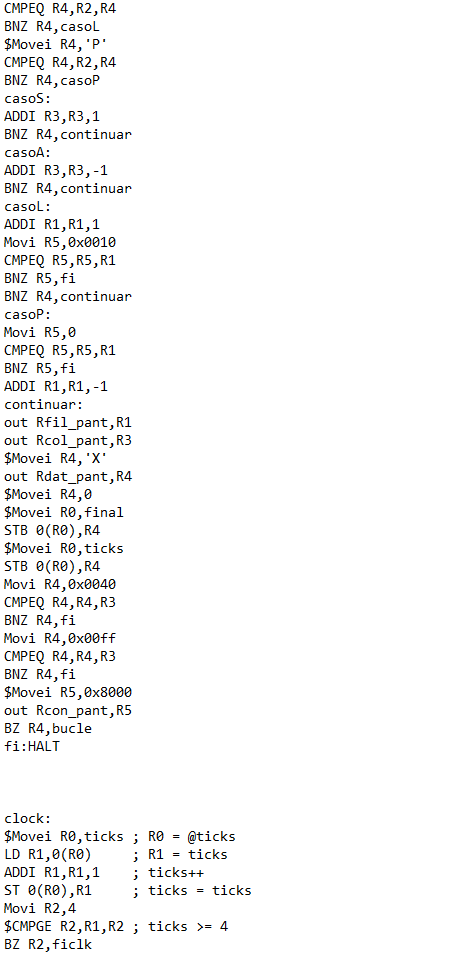 CMPEQ R4,R2,R4
BNZ R4,casoL
$Movei R4,'P'
CMPEQ R4,R2,R4
BNZ R4,casoP
casoS:
ADDI R3,R3,1
BNZ R4,continuar
casoA:
ADDI R3,R3,-1
BNZ R4,continuar
casoL:
ADDI R1,R1,1
Movi R5,0x0010
CMPEQ R5,R5,R1
BNZ R5,fi
BNZ R4,continuar
casoP:
Movi R5,0
CMPEQ R5,R5,R1
BNZ R5,fi
ADDI R1,R1,-1
continuar:
out Rfil_pant,R1
out Rcol_pant,R3
$Movei R4,'X'
out Rdat_pant,R4
$Movei R4,0
$Movei R0,final
STB 0(R0),R4
$Movei R0,ticks
STB 0(R0),R4
Movi R4,0x0040
CMPEQ R4,R4,R3
BNZ R4,fi
Movi R4,0x00ff
CMPEQ R4,R4,R3
BNZ R4,fi
$Movei R5,0x8000
out Rcon_pant,R5
BZ R4,bucle
fi:HALT
clock:
$Movei R0,ticks ; R0 = @ticks
LD R1,0(R0) ; R1 = ticks
ADDI R1,R1,1 ; ticks++
ST 0(R0),R1 ; ticks = ticks
Movi R2,4
$CMPGE R2,R1,R2 ; ticks >= 4
BZ R2,ficlk